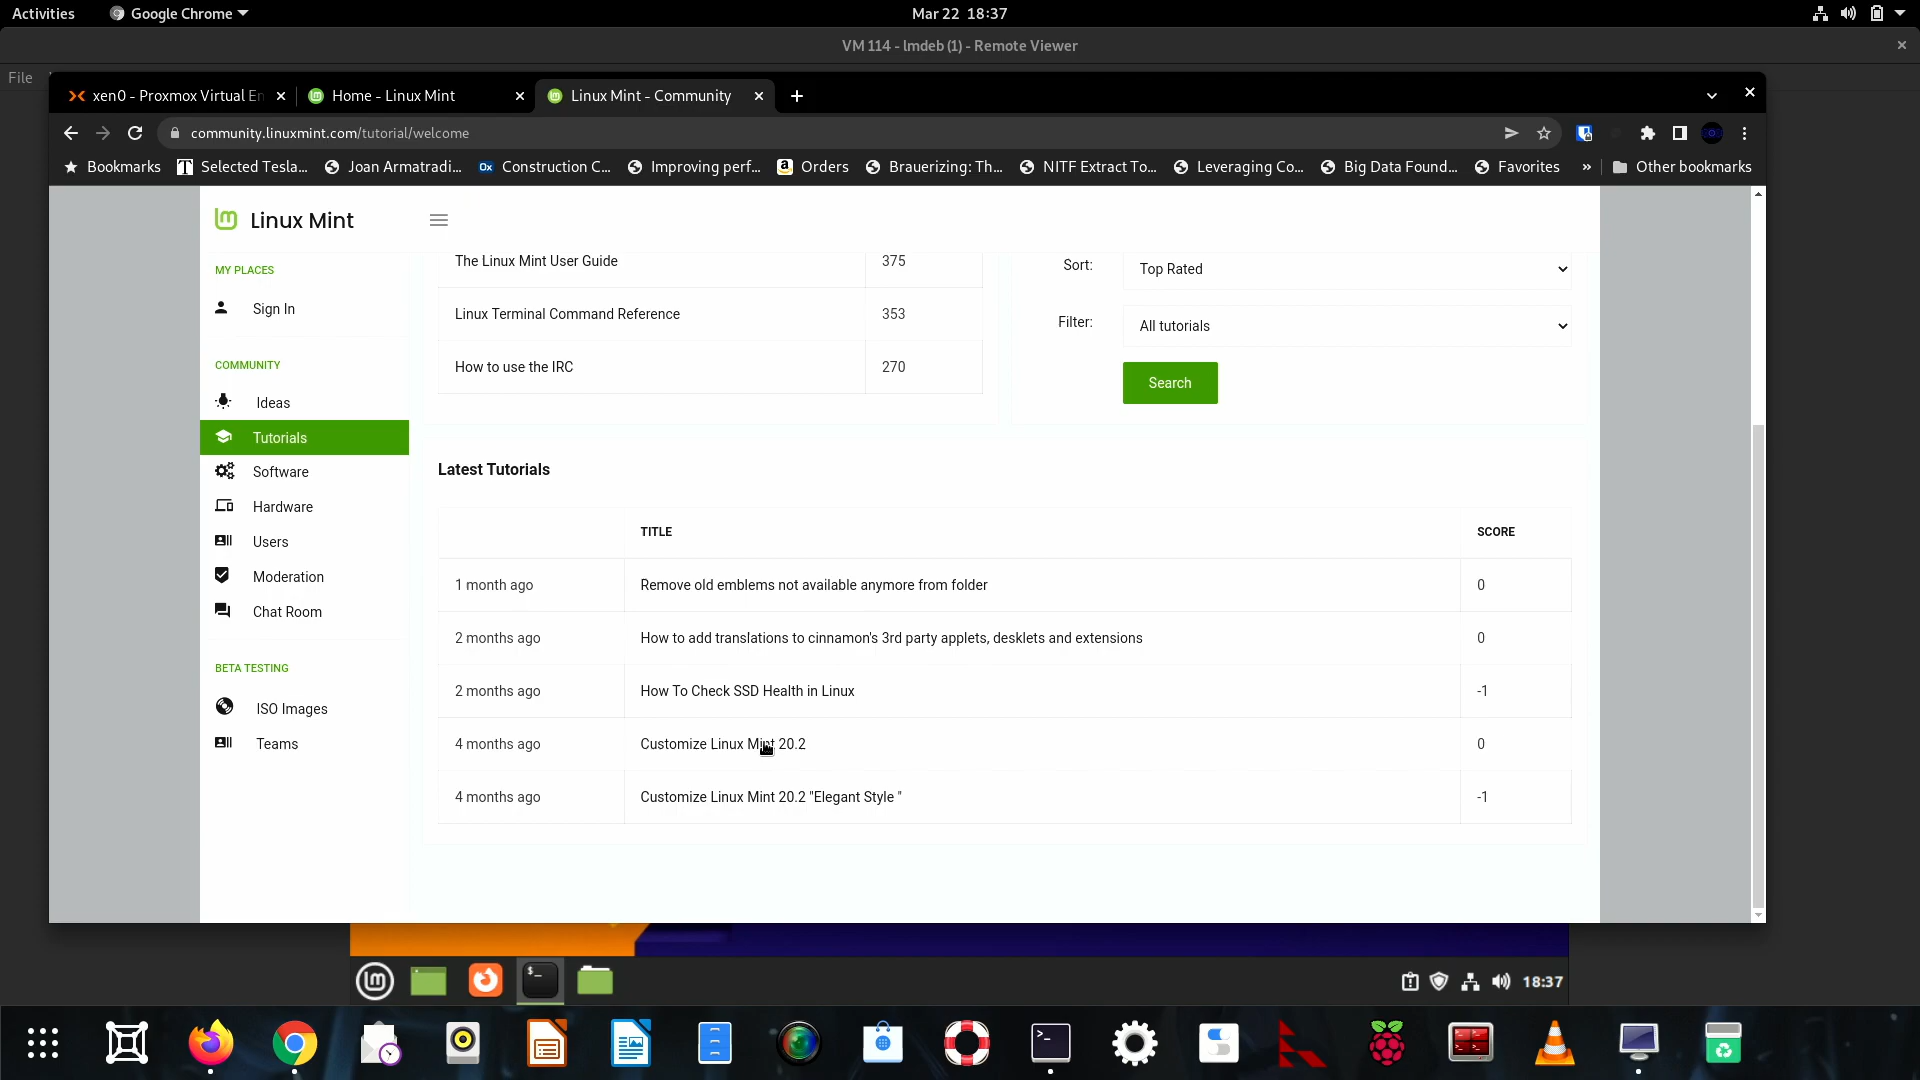 Activities Google Chrome Mar 22 18:37
VM 114 - lmdeb (1) - Remote Viewer
File
xen0 - Proxmox Virtual En Home - Linux Mint Linux Mint - Community
community.linuxmint.com/tutorial/welcome
Bookmarks Selected Tesla... Joan Armatradi... Construction C... Improving perf... Orders Brauerizing: Th... NITF Extract To... Leveraging Co... Big Data Found... Favorites » Other bookmarks
Linux Mint
MY PLACES
Sign In
COMMUNITY
Ideas
Tutorials
Software
Hardware
Users
Moderation
Chat Room
BETA TESTING
ISO Images
Teams
The Linux Mint User Guide 375
Linux Terminal Command Reference 353
How to use the IRC 270
Sort: Top Rated
Filter: All tutorials
Search
Latest Tutorials
TITLE SCORE
1 month ago Remove old emblems not available anymore from folder 0
2 months ago How to add translations to cinnamon's 3rd party applets, desklets and extensions 0
2 months ago How To Check SSD Health in Linux -1
4 months ago Customize Linux Mint 20.2 0
4 months ago Customize Linux Mint 20.2 "Elegant Style " -1
18:37